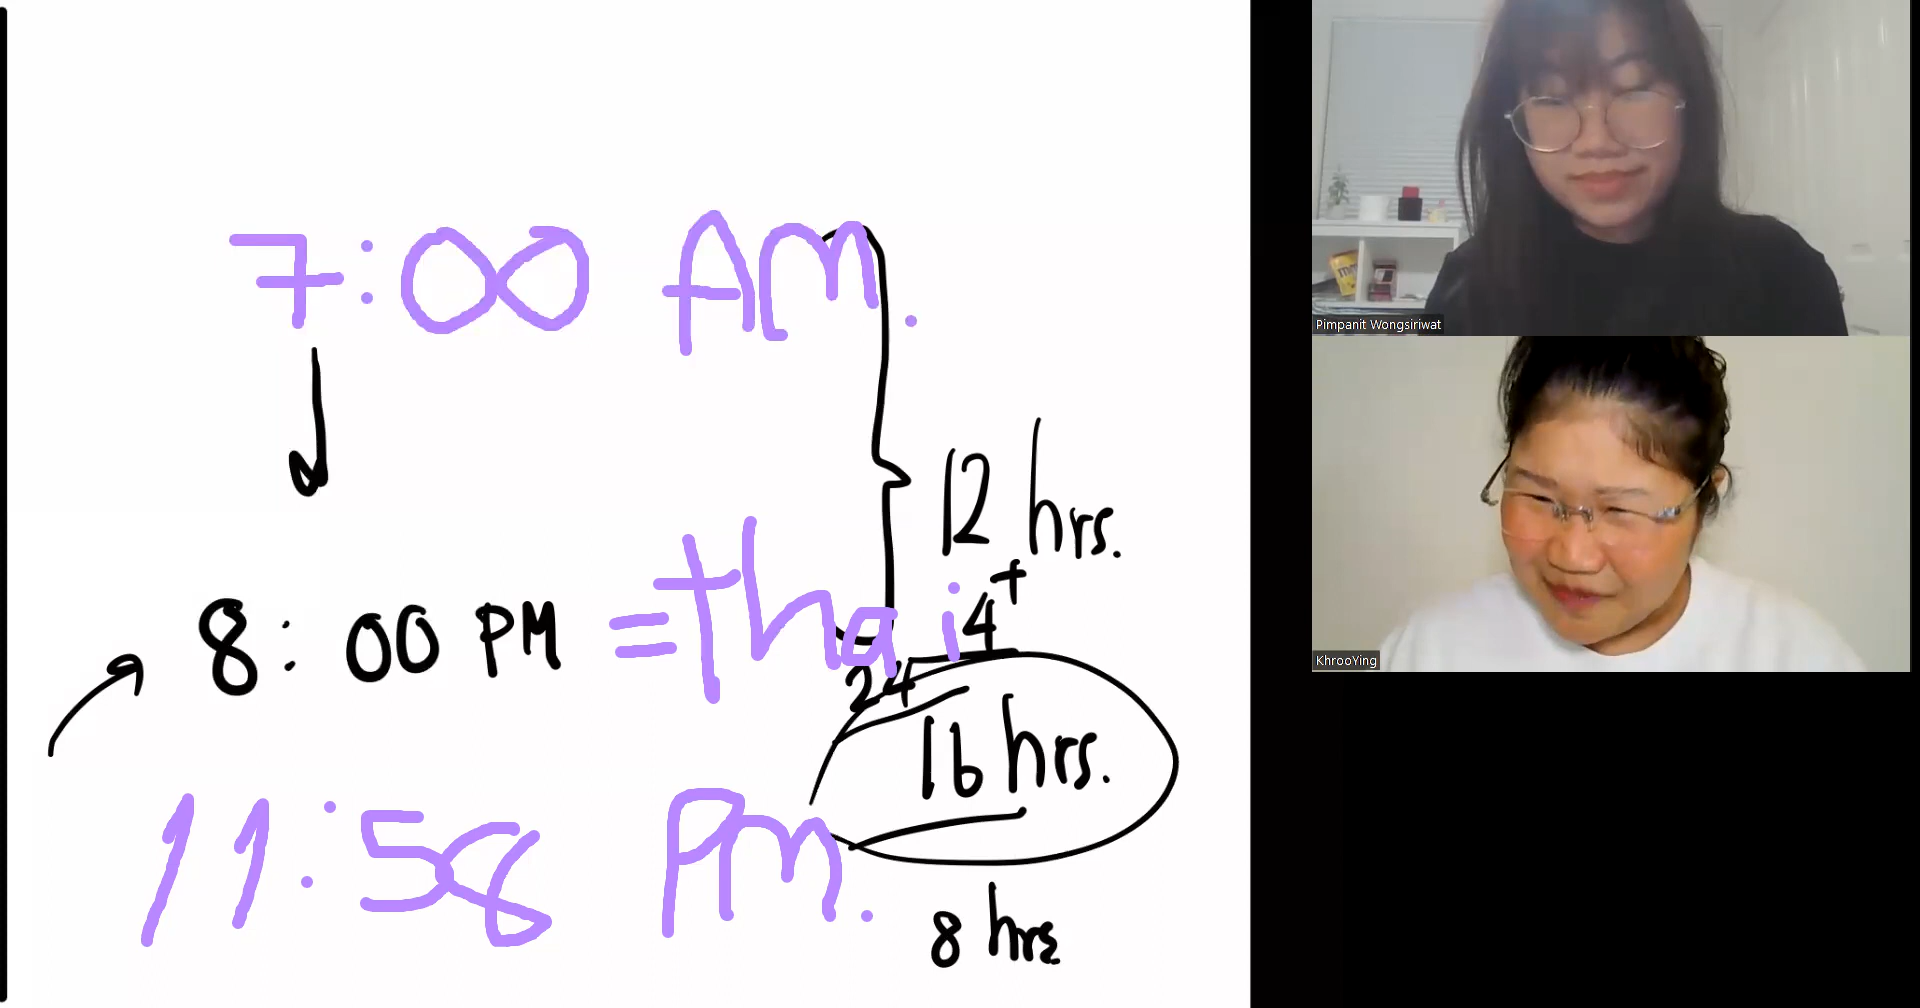 7:00 AM.
12 hrs.
4+
8:00 PM = thai
24
16 hrs.
11:58 PM.
8 hrs
Pimpanit Wongsiriwat
KhrooYing